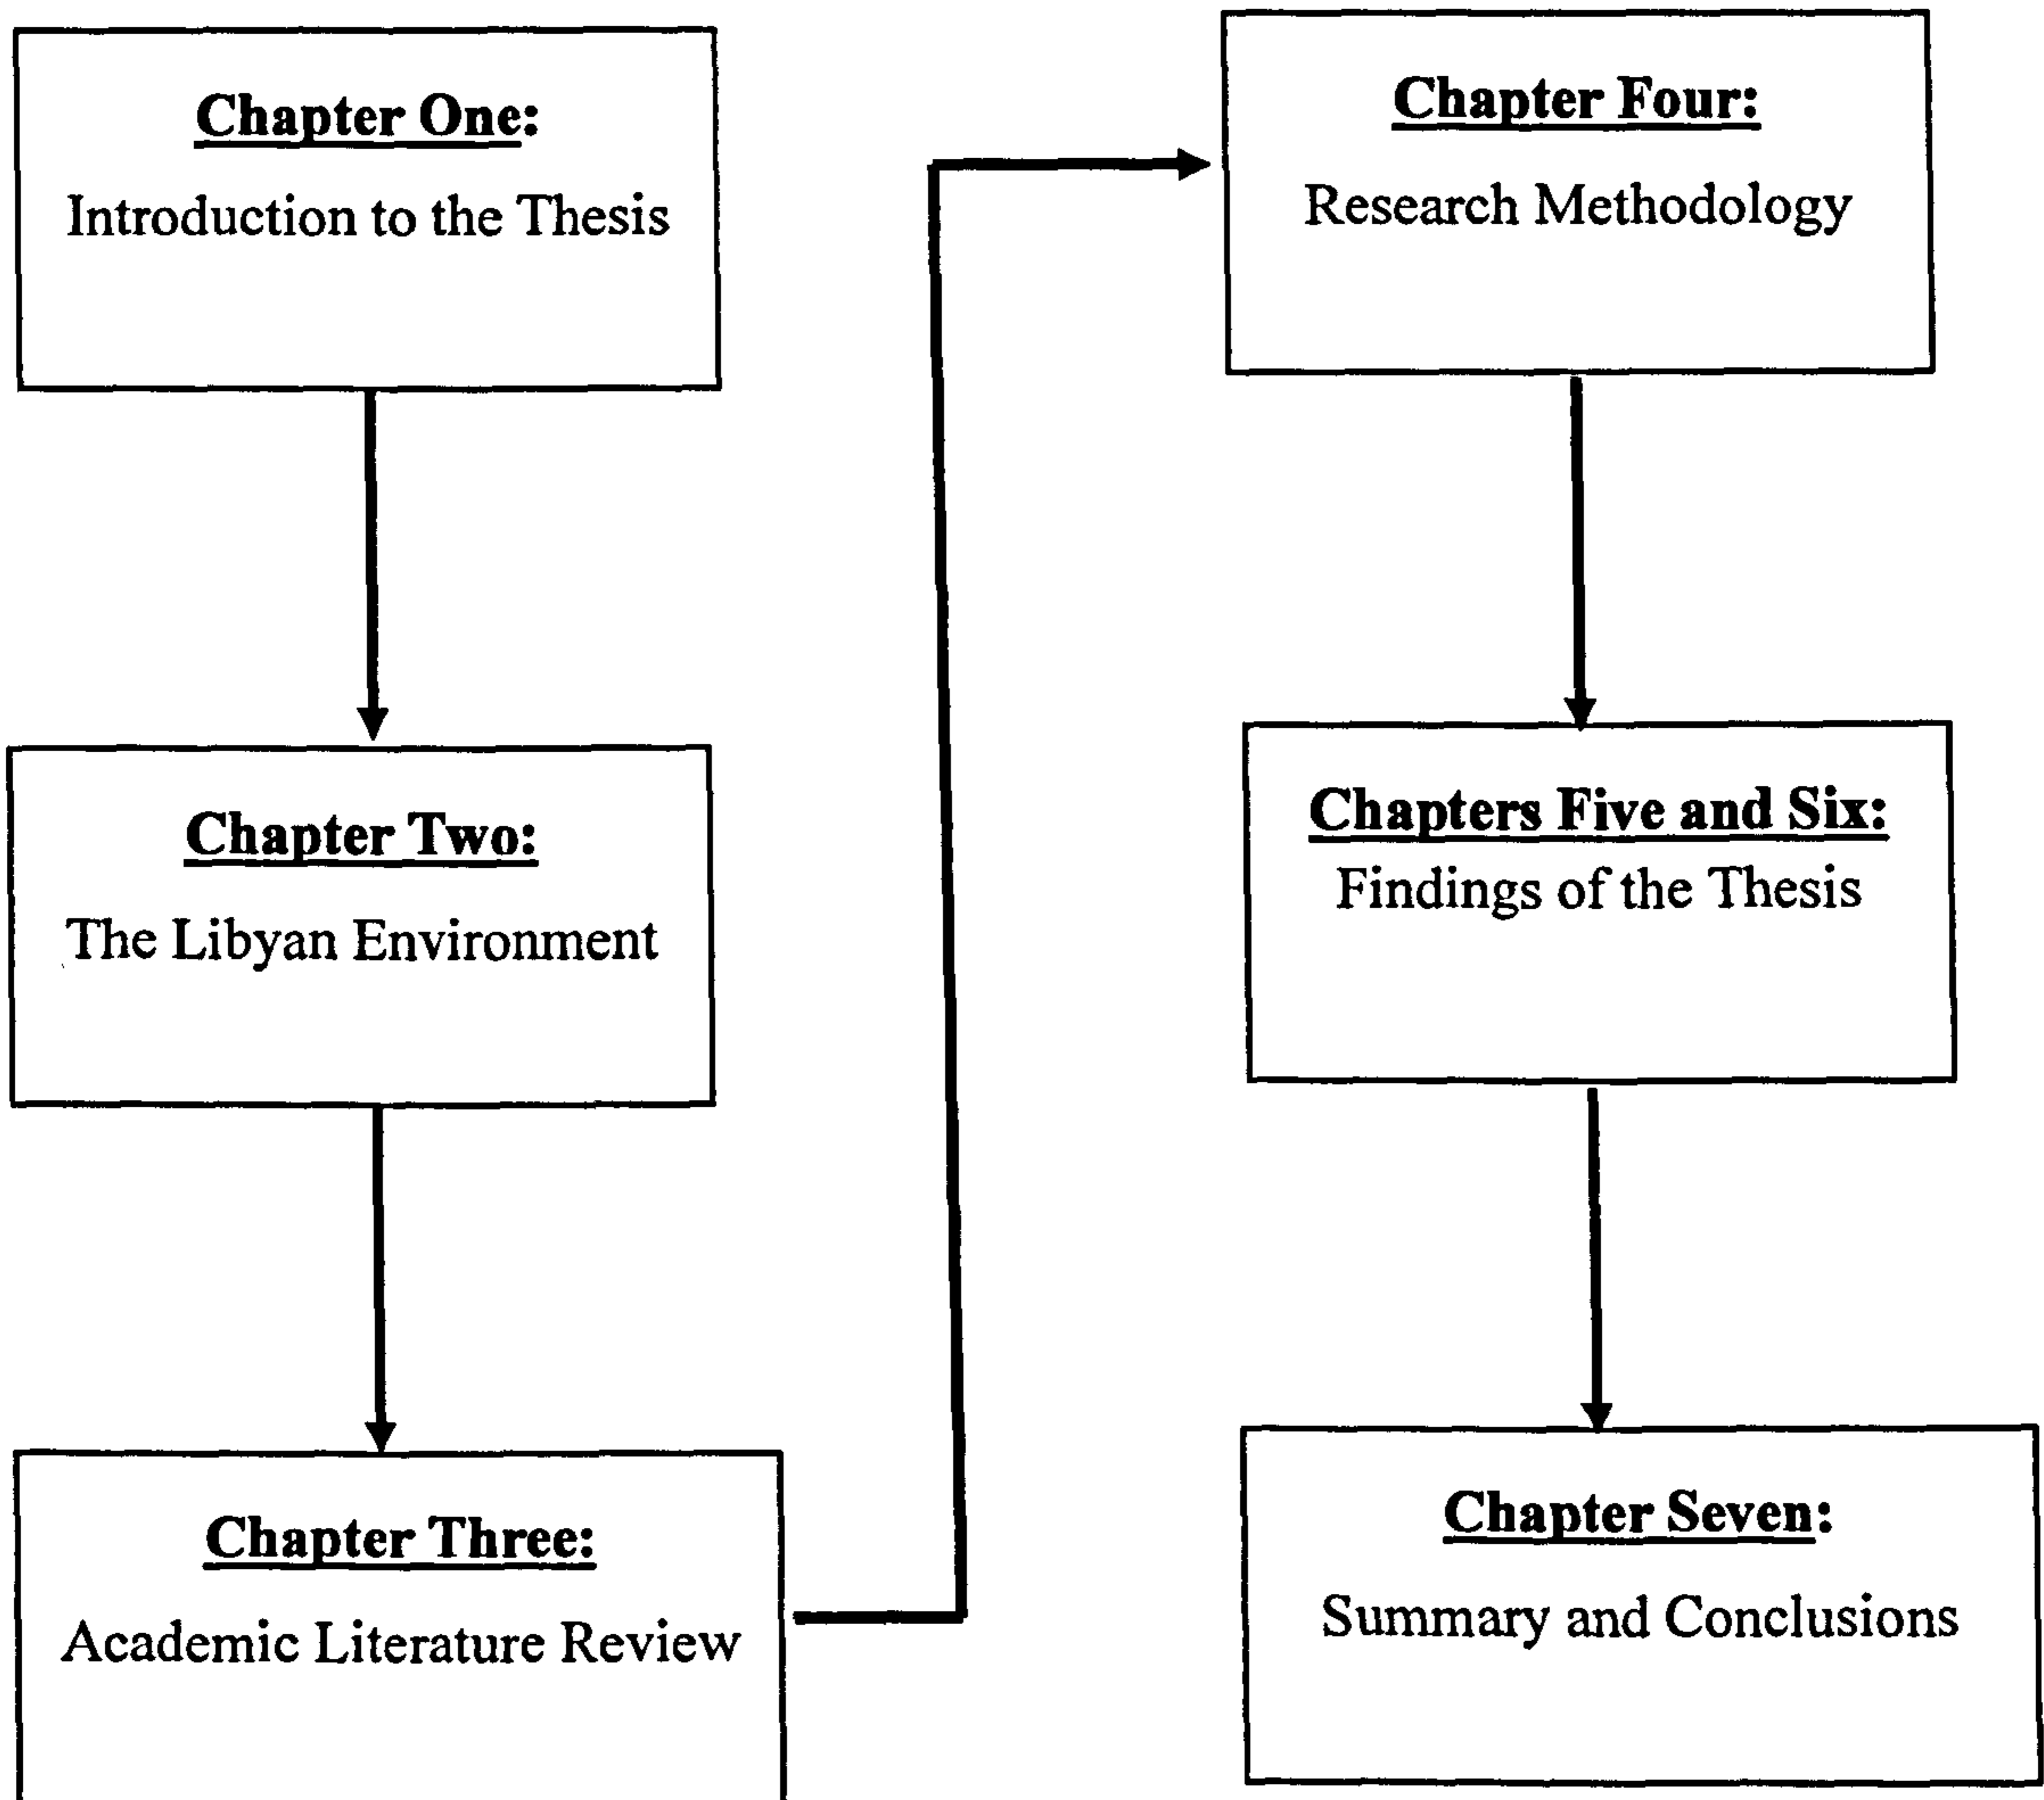 Chapter One:
Introduction to the Thesis
Chapter Two:
The Libyan Environment
Chapter Three:
Academic Literature Review
Chapter Four:
Research Methodology
Chapters Five and Six:
Findings of the Thesis
Chapter Seven:
Summary and Conclusions